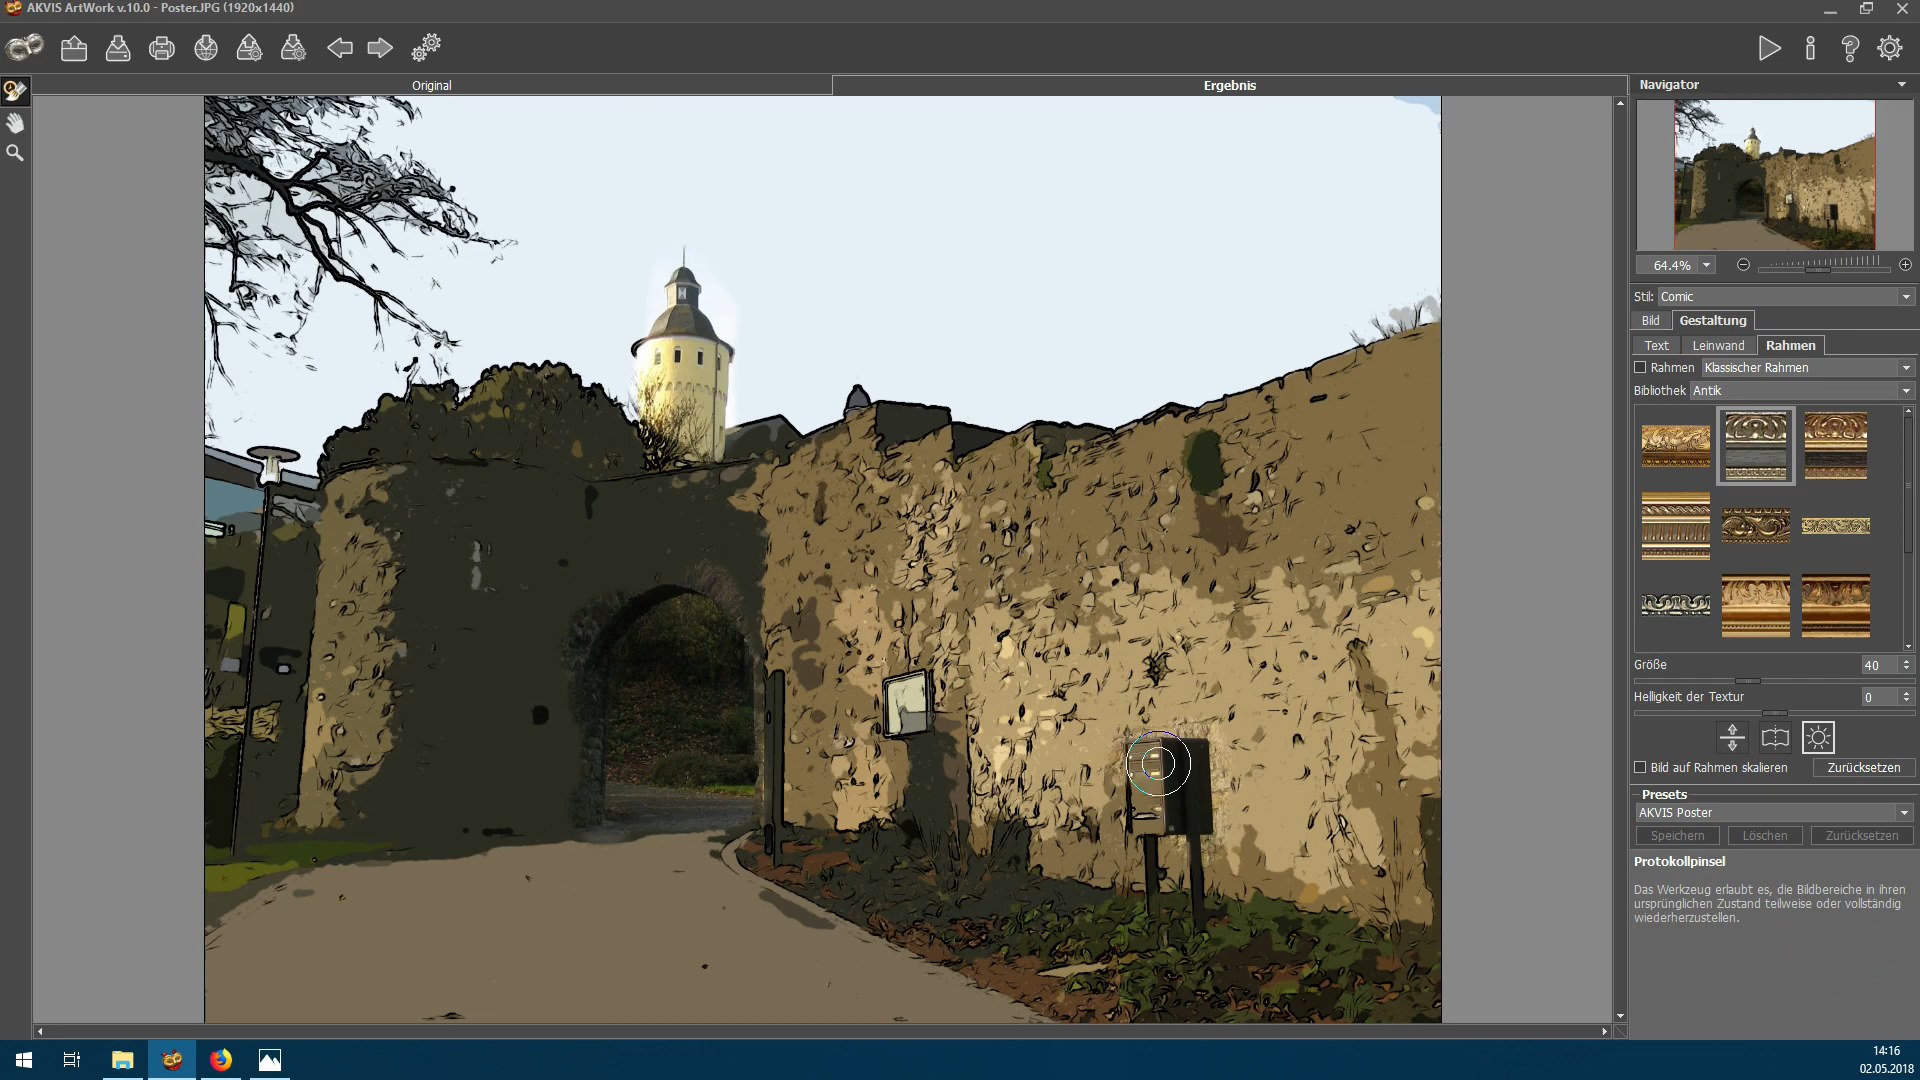 AKVIS ArtWork v.10.0 - Poster.JPG (1920x1440)
Original
Ergebnis
Navigator
64.4%
Stil: Comic
Bild
Gestaltung
Text
Leinwand
Rahmen
Rahmen
Klassischer Rahmen
Bibliothek
Antik
Größe
40
Helligkeit der Textur
0
Bild auf Rahmen skalieren
Zurücksetzen
Presets
AKVIS Poster
Speichern
Löschen
Zurücksetzen
Protokollpinsel
Das Werkzeug erlaubt es, die Bildbereiche in ihren
ursprünglichen Zustand teilweise oder vollständig
wiederherzustellen.
14:16
02.05.2018